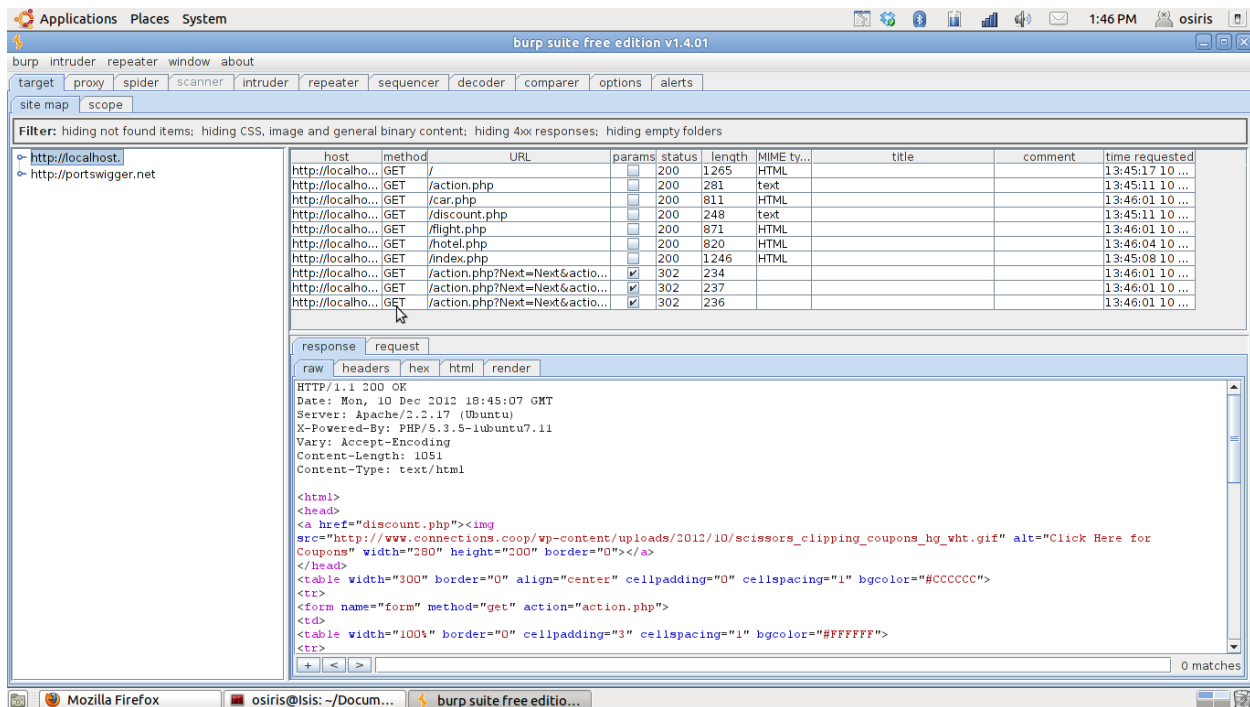 Applications Places System 1:46 PM osiris
burp suite free edition v1.4.01
burp intruder repeater window about
target proxy spider scanner intruder repeater sequencer decoder comparer options alerts
site map scope
Filter: hiding not found items; hiding CSS, image and general binary content; hiding 4xx responses; hiding empty folders
http://localhost.
http://portswigger.net
host method URL params status length MIME ty... title comment time requested
http://localho... GET / 200 1265 HTML 13:45:17 10 ...
http://localho... GET /action.php 200 281 text 13:45:11 10 ...
http://localho... GET /car.php 200 811 HTML 13:46:01 10 ...
http://localho... GET /discount.php 200 248 text 13:45:11 10 ...
http://localho... GET /flight.php 200 871 HTML 13:46:01 10 ...
http://localho... GET /hotel.php 200 820 HTML 13:46:04 10 ...
http://localho... GET /index.php 200 1246 HTML 13:45:08 10 ...
http://localho... GET /action.php?Next=Next&actio... 302 234 13:46:01 10 ...
http://localho... GET /action.php?Next=Next&actio... 302 237 13:46:01 10 ...
http://localho... GET /action.php?Next=Next&actio... 302 236 13:46:01 10 ...
response request
raw headers hex html render
HTTP/1.1 200 OK
Date: Mon, 10 Dec 2012 18:45:07 GMT
Server: Apache/2.2.17 (Ubuntu)
X-Powered-By: PHP/5.3.5-1ubuntu7.11
Vary: Accept-Encoding
Content-Length: 1051
Content-Type: text/html
<html>
<head>
<a href="discount.php"><img
src="http://www.connections.coop/wp-content/uploads/2012/10/scissors_clipping_coupons_hg_wht.gif" alt="Click Here for
Coupons" width="280" height="200" border="0"></a>
</head>
<table width="300" border="0" align="center" cellpadding="0" cellspacing="1" bgcolor="#CCCCCC">
<tr>
<form name="form" method="get" action="action.php">
<td>
<table width="100%" border="0" cellpadding="3" cellspacing="1" bgcolor="#FFFFFF">
<tr>
+ < > 0 matches
Mozilla Firefox osiris@Isis: ~/Docum... burp suite free editio...